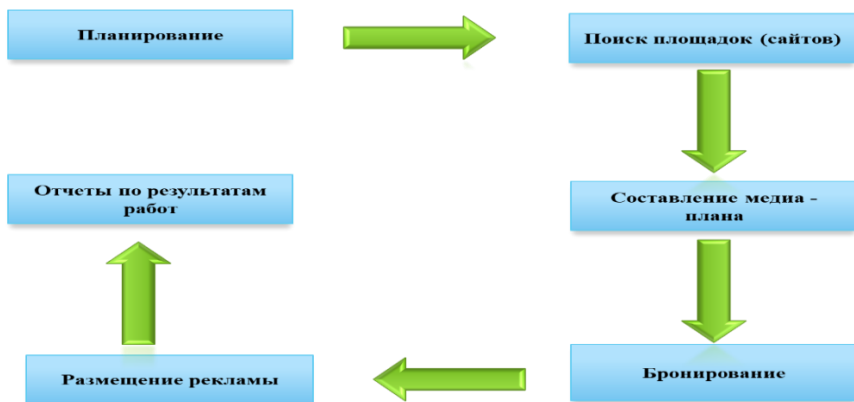 Планирование
Поиск площадок (сайтов)
Отчеты по результатам
работ
Составление медиа -
плана
Размещение рекламы
Бронирование